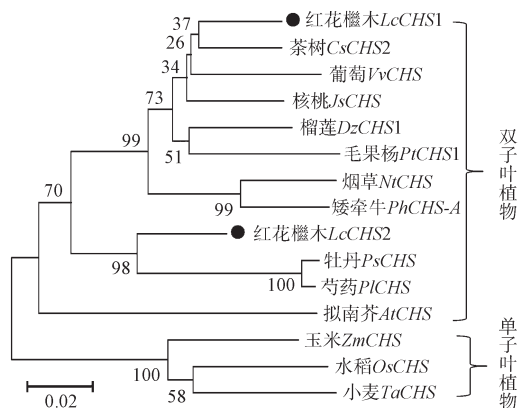 37
红花檵木LcCHS1
26
茶树CsCHS2
34
葡萄VvCHS
73
核桃JsCHS
榴莲DzCHS1
99
51
毛果杨PtCHS1
烟草NtCHS
99
矮牵牛PhCHS-A
70
红花檵木LcCHS2
98
牡丹PsCHS
100
芍药PlCHS
拟南芥AtCHS
双子叶植物
玉米ZmCHS
100
水稻OsCHS
58
小麦TaCHS
单子叶植物
0.02